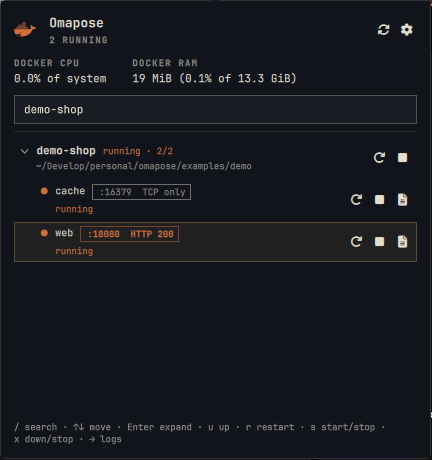 Omapose
2 RUNNING
DOCKER CPU DOCKER RAM
0.0% of system 19 MiB (0.1% of 13.3 GiB)
demo-shop
demo-shop running · 2/2
~/Develop/personal/omapose/examples/demo
cache :16379 TCP only
running
web :18080 HTTP 200
running
/ search · ↑↓ move · Enter expand · u up · r restart · s start/stop ·
x down/stop · → logs